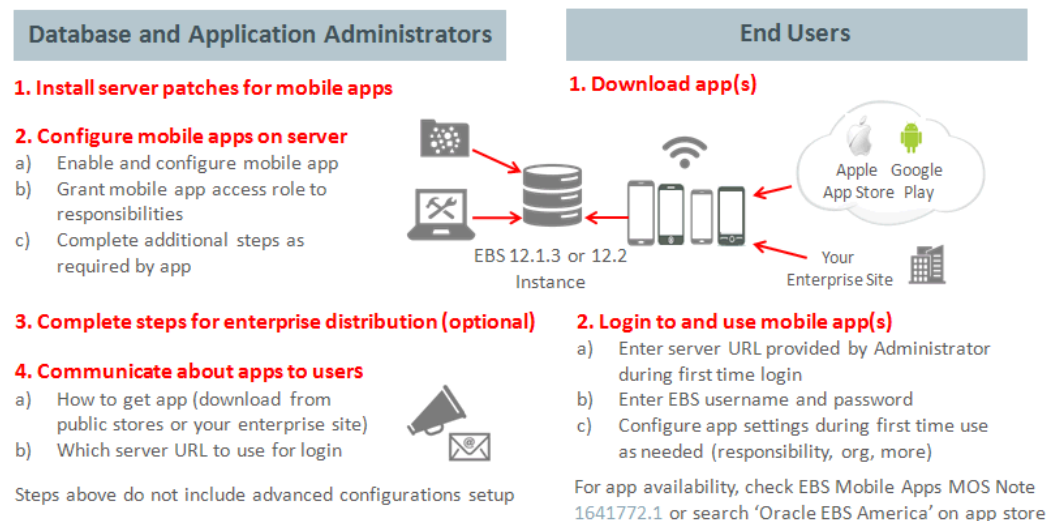 Database and Application Administrators
1. Install server patches for mobile apps
2. Configure mobile apps on server
a) Enable and configure mobile app
b) Grant mobile app access role to
responsibilities
c) Complete additional steps as
required by app
EBS 12.1.3 or 12.2
Instance
3. Complete steps for enterprise distribution (optional)
4. Communicate about apps to users
a) How to get app (download from
public stores or your enterprise site)
b) Which server URL to use for login
@
Steps above do not include advanced configurations setup
End Users
1. Download app(s)
Apple Google
App Store Play
Your
Enterprise Site
2. Login to and use mobile app(s)
a) Enter server URL provided by Administrator
during first time login
b) Enter EBS username and password
c) Configure app settings during first time use
as needed (responsibility, org, more)
For app availability, check EBS Mobile Apps MOS Note
1641772.1 or search ‘Oracle EBS America’ on app store